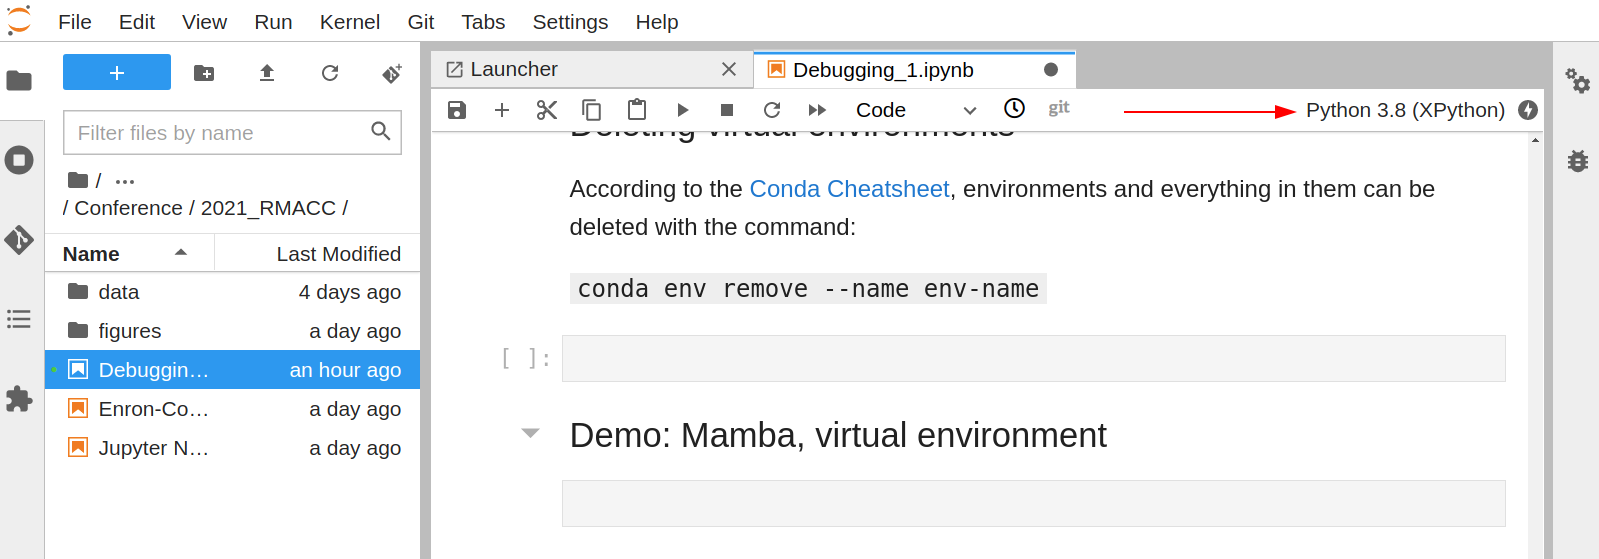 File Edit View Run Kernel Git Tabs Settings Help
Filter files by name
/ ...
/ Conference / 2021_RMACC /
Name Last Modified
data 4 days ago
figures a day ago
Debuggin... an hour ago
Enron-Co... a day ago
Jupyter N... a day ago
Launcher
Debugging_1.ipynb
Code
git
Python 3.8 (XPython)
Deleting virtual environments
According to the Conda Cheatsheet, environments and everything in them can be
deleted with the command:
conda env remove --name env-name
[ ]:
Demo: Mamba, virtual environment